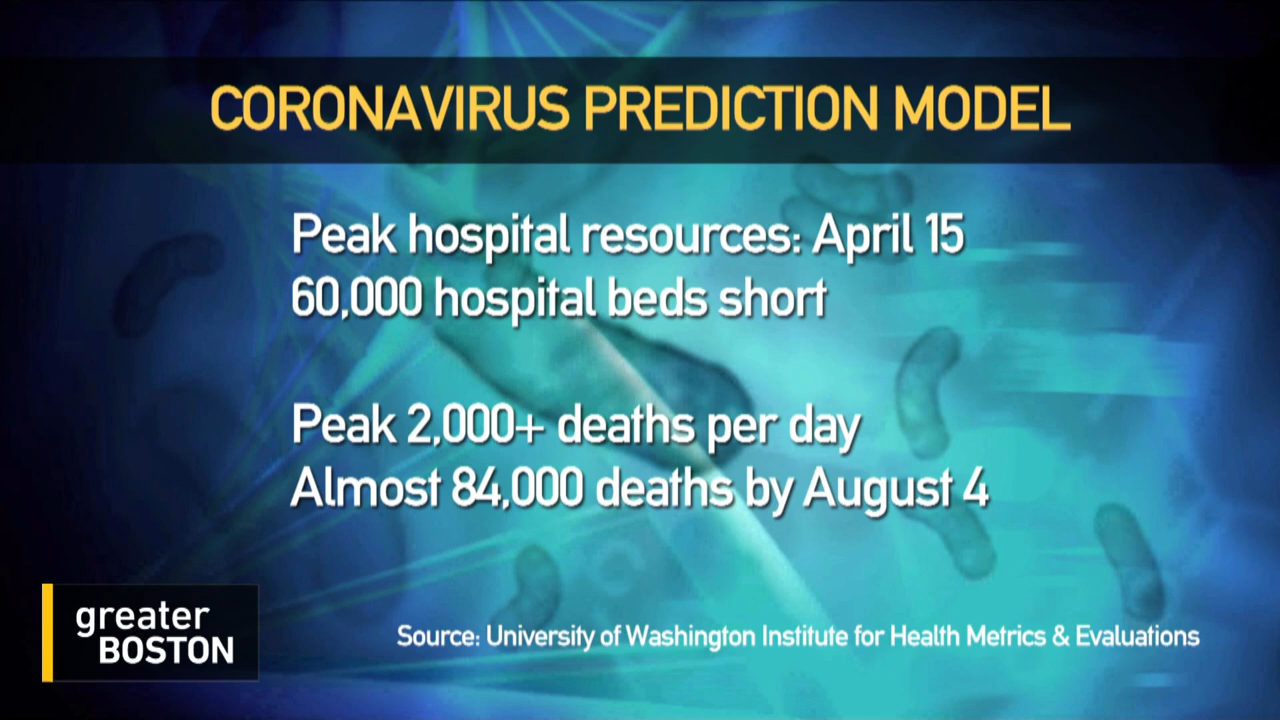 CORONAVIRUS PREDICTION MODEL
Peak hospital resources: April 15
60,000 hospital beds short
Peak 2,000+ deaths per day
Almost 84,000 deaths by August 4
greater
BOSTON
Source: University of Washington Institute for Health Metrics & Evaluations